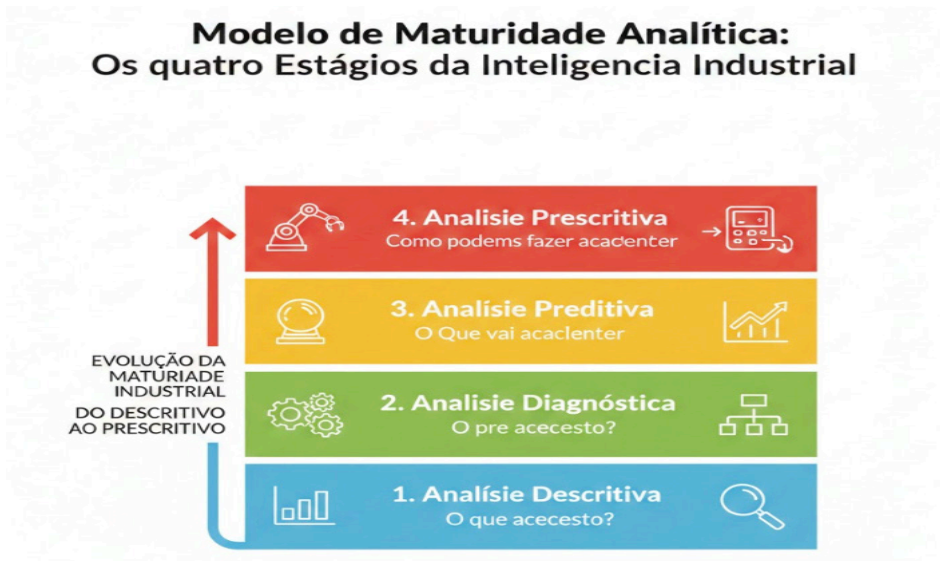 Modelo de Maturidade Analítica:
Os quatro Estágios da Inteligencia Industrial
4. Analisie Prescritiva
Como podems fazer acaďenter
3. Analísie Preditiva
O Que vai acaclenter
2. Analisie Diagnóstica
O pre acecesto?
1. Analísie Descritiva
O que acecesto?
EVOLUÇÃO DA
MATURIADE
INDUSTRIAL
DO DESCRITIVO
AO PRESCRITIVO